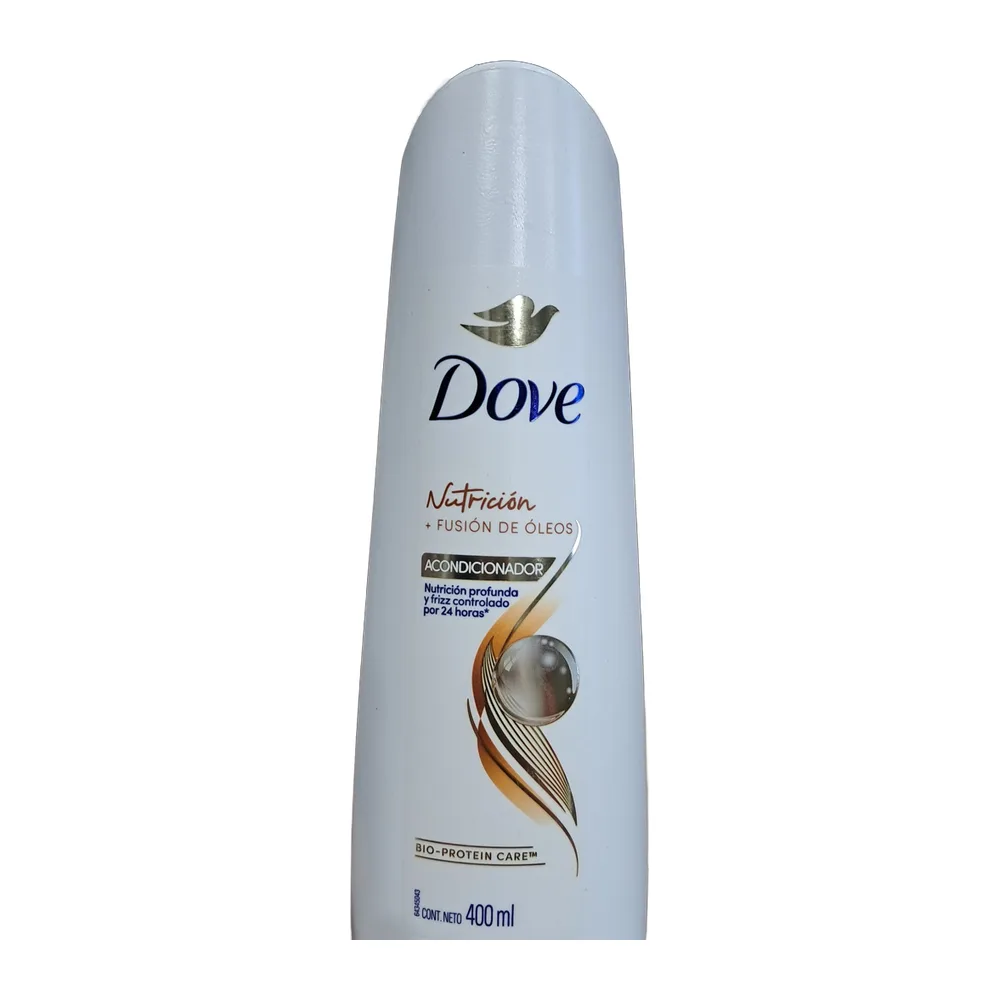 Dove
Nutrición
+ FUSIÓN DE ÓLEOS
ACONDICIONADOR
Nutrición profunda
y frizz controlado
por 24 horas*
BIO-PROTEIN CARE™
CONT. NETO 400 ml